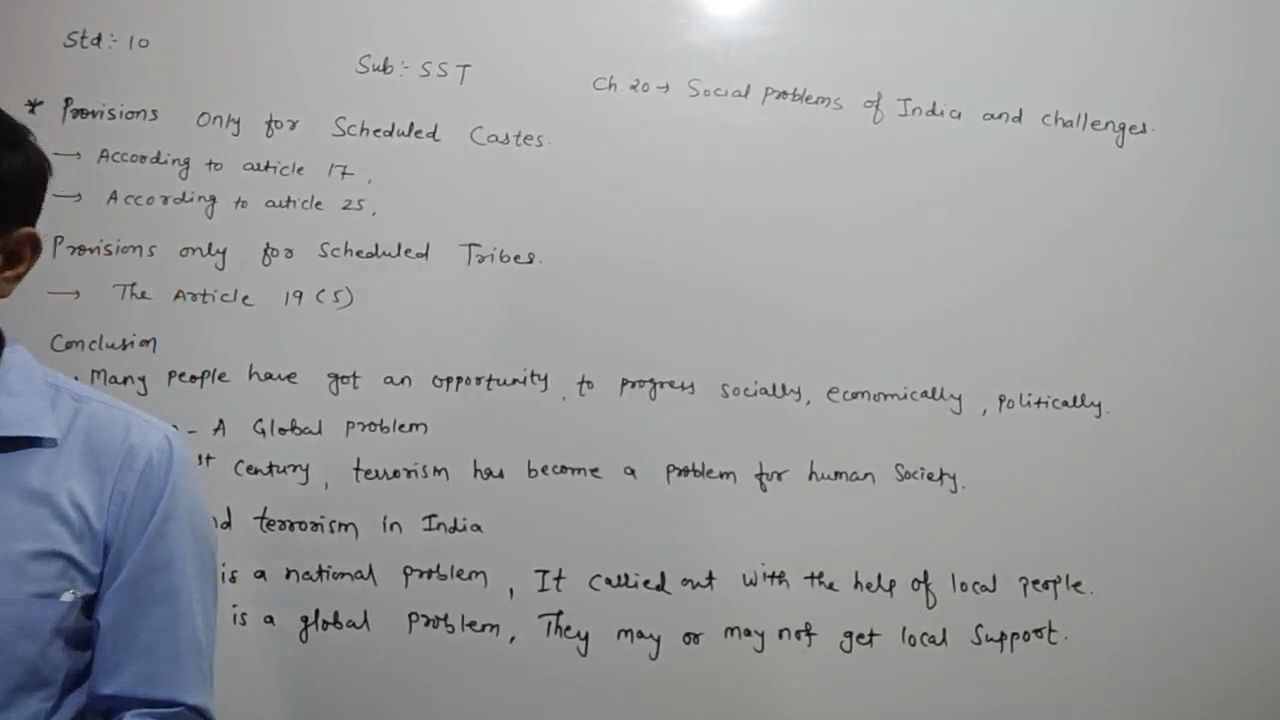 Std :- 10
Sub :- SST
Ch. 20 → Social problems of India and challenges.
* Provisions only for Scheduled Castes.
→ According to article 17,
→ According to article 25,
Provisions only for Scheduled Tribes.
→ The Article 19 (5)
Conclusion
. Many people have got an opportunity to progress socially, economically, politically.
- A Global problem
st century, terrorism has become a problem for human society.
terrorism in India
is a national problem, It callied out with the help of local people.
is a global problem, They may or may not get local support.